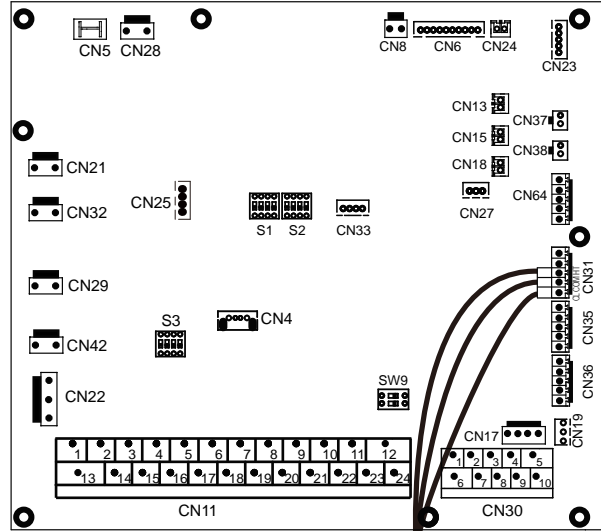 CN5
CN28
CN8
CN6
CN24
CN23
CN13
CN37
CN15
CN38
CN18
CN21
CN25
CN27
CN64
CN32
S1
S2
CN33
CN31
CL COM HT
CN29
CN4
CN35
S3
CN42
CN36
SW9
CN22
CN17
CN19
1 2 3 4 5 6 7 8 9 10 11 12
13 14 15 16 17 18 19 20 21 22 23 24
1 2 3 4 5
6 7 8 9 10
CN11
CN30